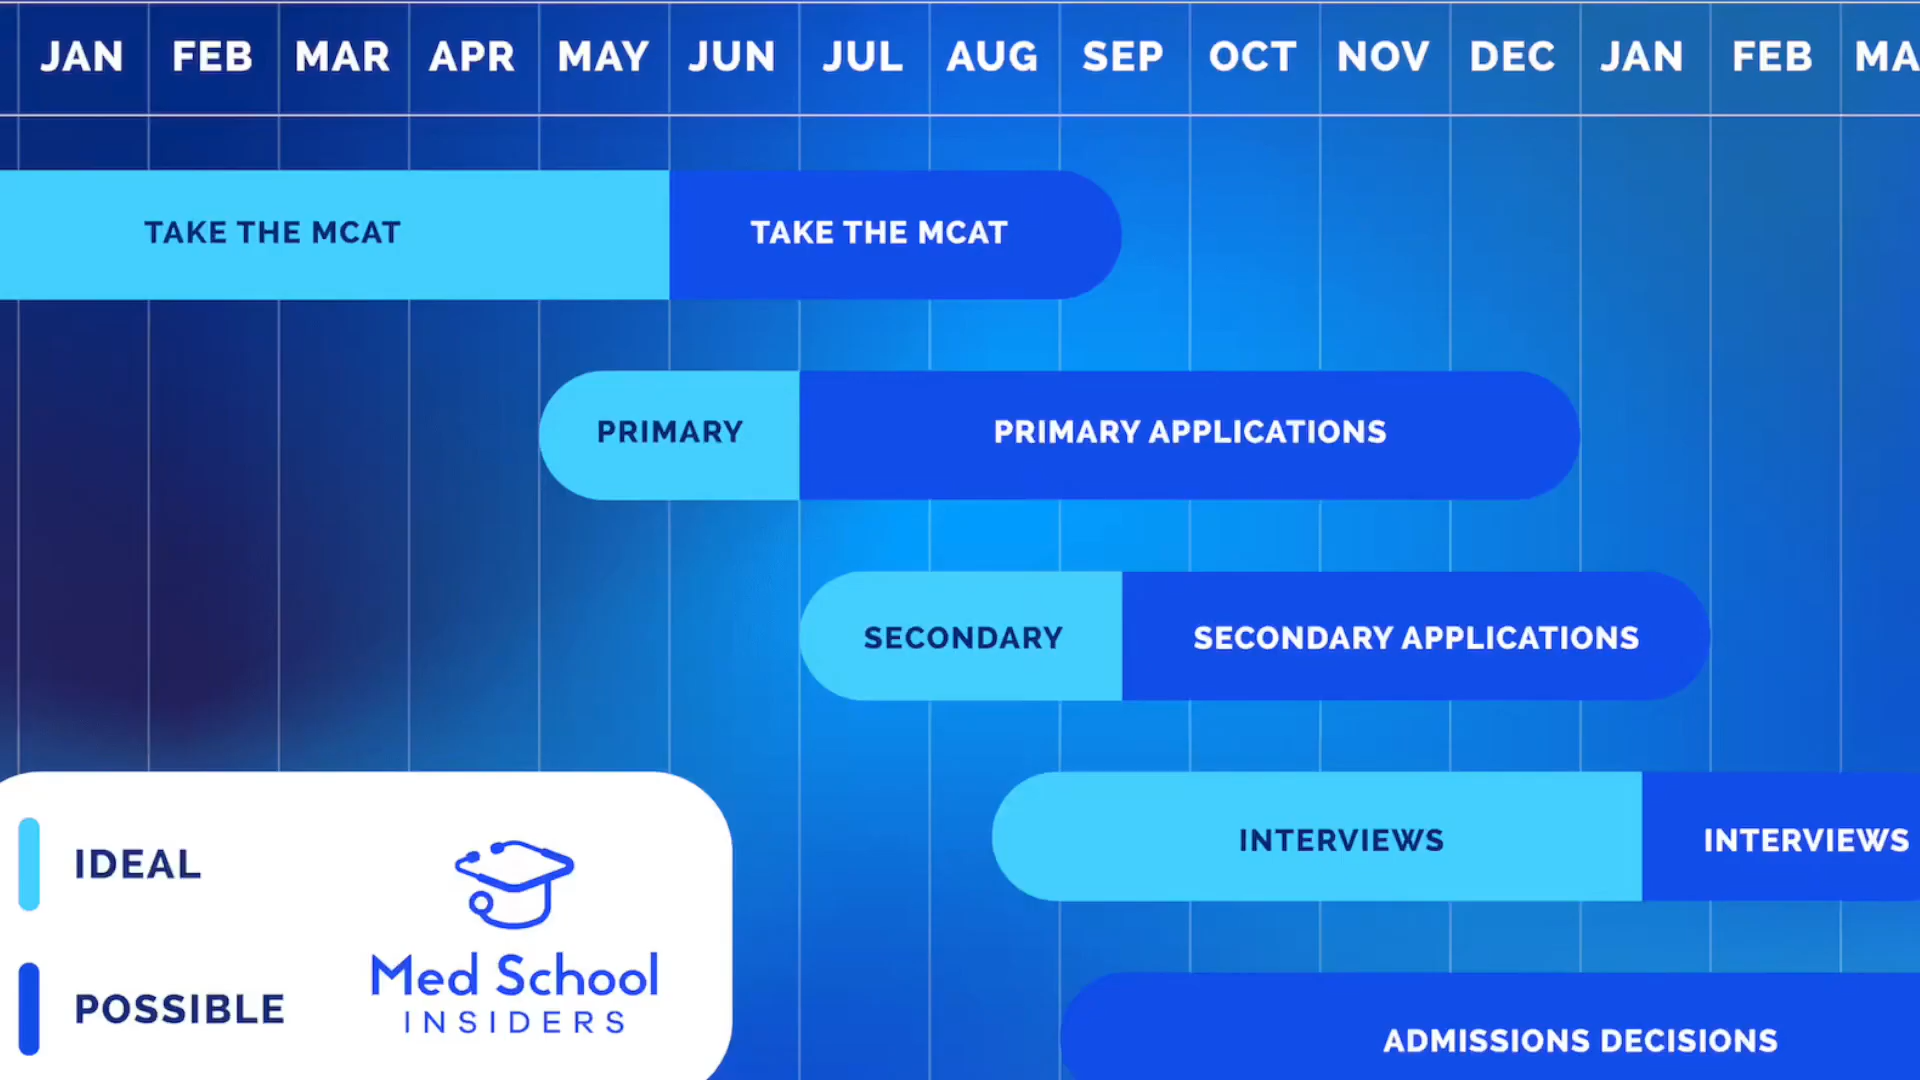 JAN FEB MAR APR MAY JUN JUL AUG SEP OCT NOV DEC JAN FEB MA
TAKE THE MCAT TAKE THE MCAT
PRIMARY PRIMARY APPLICATIONS
SECONDARY SECONDARY APPLICATIONS
INTERVIEWS INTERVIEWS
ADMISSIONS DECISIONS
IDEAL
POSSIBLE
Med School
INSIDERS